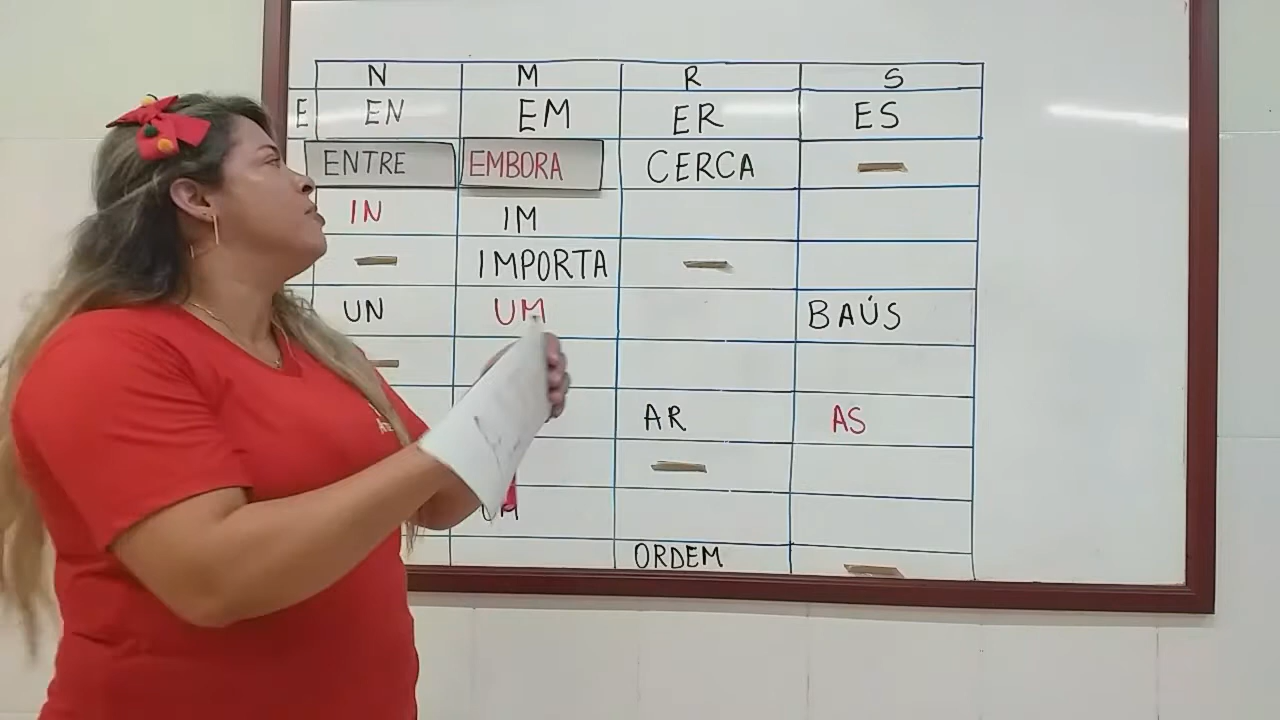 N M R S
E EN EM ER ES
ENTRE EMBORA CERCA
IN IM
IMPORTA
UN UM BAÚS
AR AS
ORDEM